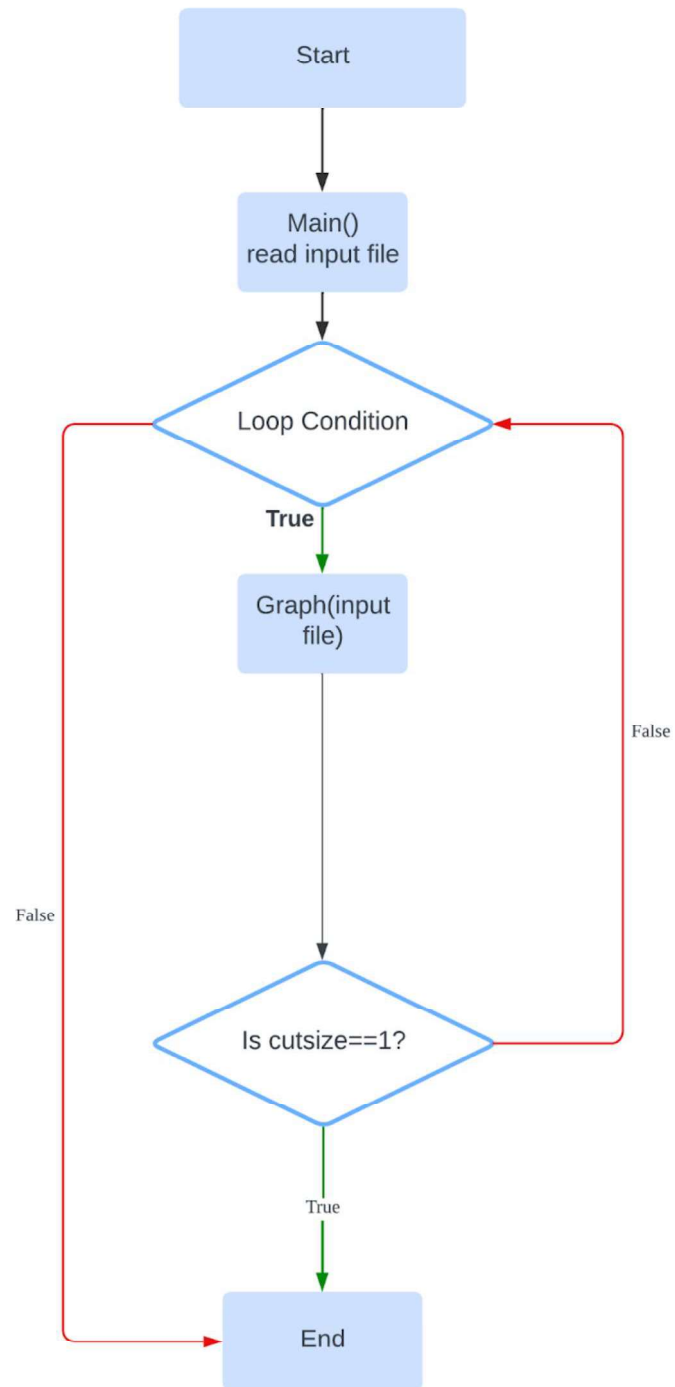 Start
Main()
read input file
Loop Condition
True
Graph(input
file)
False
False
Is cutsize==1?
True
End